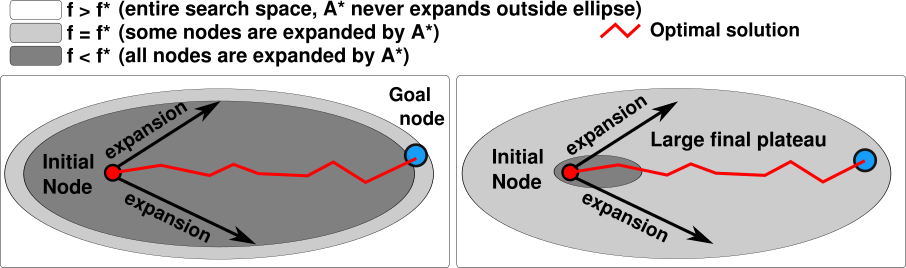 f > f* (entire search space, A* never expands outside ellipse)
f = f* (some nodes are expanded by A*)
Optimal solution
f < f* (all nodes are expanded by A*)
Goal
node
expansion
Initial
Node
expansion
expansion
Large final plateau
Initial
Node
expansion